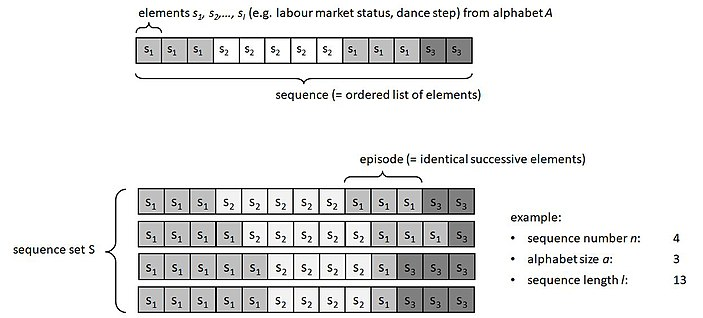 elements s1, s2,..., sl (e.g. labour market status, dance step) from alphabet A
s1 s1 s1 s2 s2 s2 s2 s2 s1 s1 s1 s3 s3
sequence (= ordered list of elements)
episode (= identical successive elements)
s1 s1 s1 s2 s2 s2 s2 s2 s1 s1 s1 s3 s3
s1 s1 s1 s1 s2 s2 s2 s2 s2 s1 s1 s1 s3
s1 s1 s1 s1 s1 s2 s2 s2 s2 s1 s3 s3 s3
s1 s1 s1 s1 s1 s2 s2 s2 s2 s1 s3 s3 s3
sequence set S
example:
• sequence number n: 4
• alphabet size a: 3
• sequence length l: 13